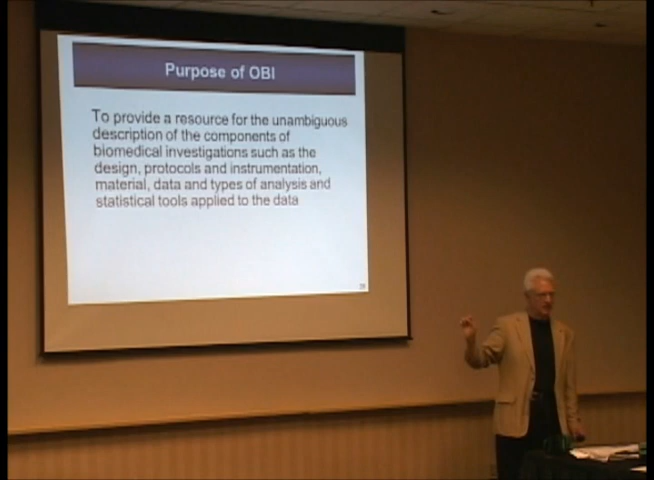 Purpose of OBI
To provide a resource for the unambiguous
description of the components of
biomedical investigations such as the
design, protocols and instrumentation,
material, data and types of analysis and
statistical tools applied to the data